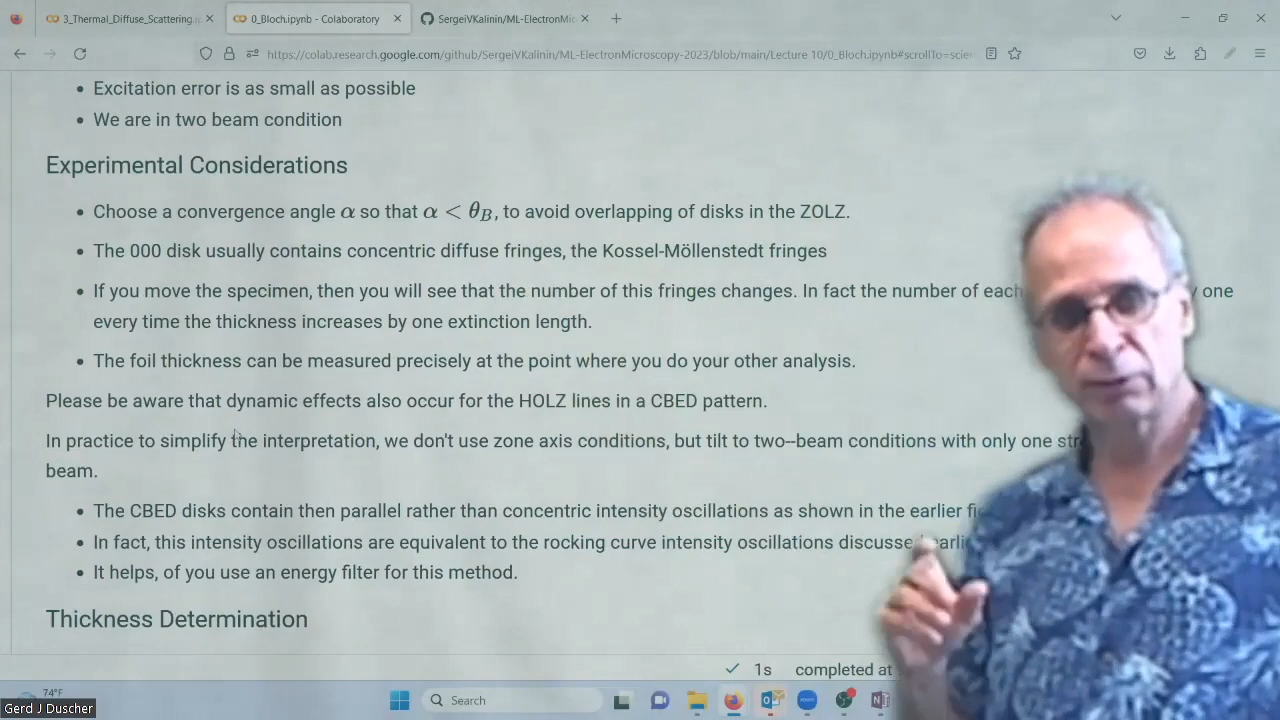 3_Thermal_Diffuse_Scattering.
0_Bloch.ipynb - Colaboratory
SergeiVKalinin/ML-ElectronMic
https://colab.research.google.com/github/SergeiVKalinin/ML-ElectronMicroscopy-2023/blob/main/Lecture 10/0_Bloch.ipynb#scrollTo=scie
• Excitation error is as small as possible
• We are in two beam condition
Experimental Considerations
• Choose a convergence angle α so that α < θB, to avoid overlapping of disks in the ZOLZ.
• The 000 disk usually contains concentric diffuse fringes, the Kossel-Möllenstedt fringes
• If you move the specimen, then you will see that the number of this fringes changes. In fact the number of each one
every time the thickness increases by one extinction length.
• The foil thickness can be measured precisely at the point where you do your other analysis.
Please be aware that dynamic effects also occur for the HOLZ lines in a CBED pattern.
In practice to simplify the interpretation, we don't use zone axis conditions, but tilt to two--beam conditions with only one
beam.
• The CBED disks contain then parallel rather than concentric intensity oscillations as shown in the earlier
• In fact, this intensity oscillations are equivalent to the rocking curve intensity oscillations
• It helps, of you use an energy filter for this method.
Thickness Determination
1s completed at
74°F
Search
Gerd J Duscher